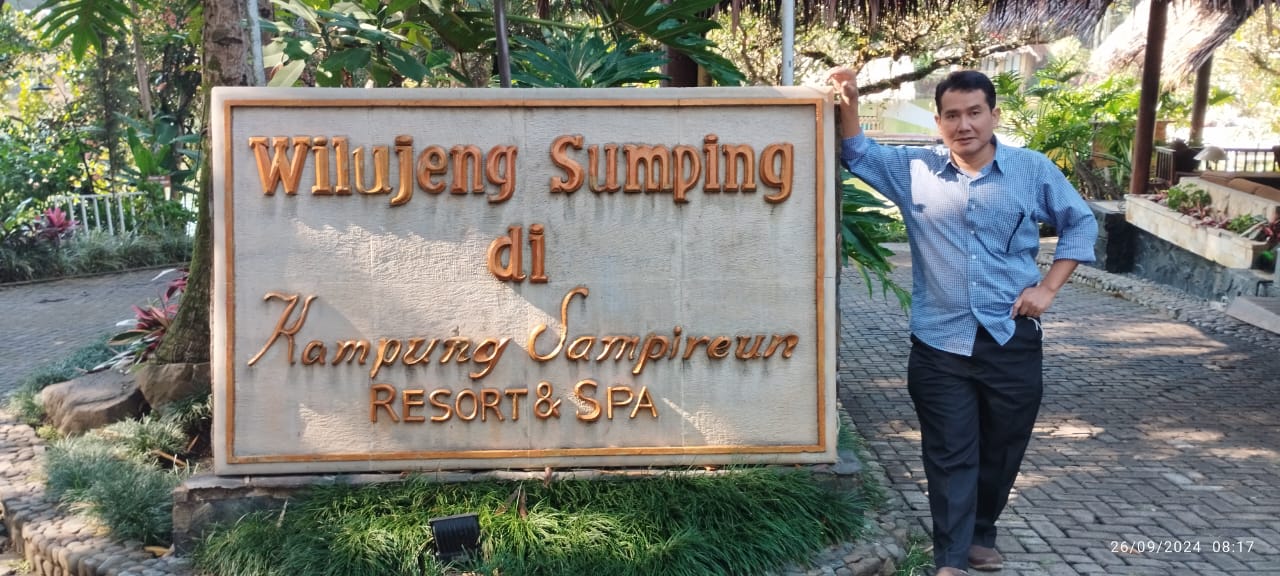 Wilujeng Sumping
di
Kampung Sampireun
RESORT & SPA
26/09/2024 08:17